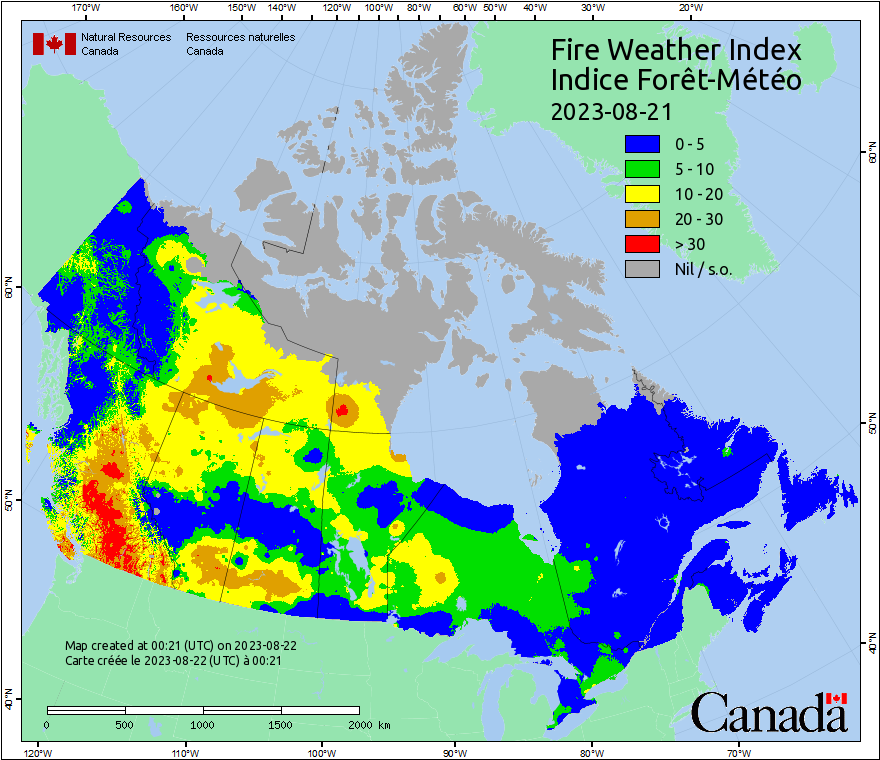 170°W 160°W 150°W 140°W 120°W 100°W 80°W 60°W 50°W 40°W 30°W 20°W
Natural Resources Ressources naturelles
Canada Canada
Fire Weather Index
Indice Forêt-Météo
2023-08-21
0 - 5
5 - 10
10 - 20
20 - 30
> 30
Nil / s.o.
60°N
60°N
50°N
50°N
40°N
40°N
Map created at 00:21 (UTC) on 2023-08-22
Carte créée le 2023-08-22 (UTC) à 00:21
0 500 1000 1500 2000 km
Canada
120°W 110°W 100°W 90°W 80°W 70°W